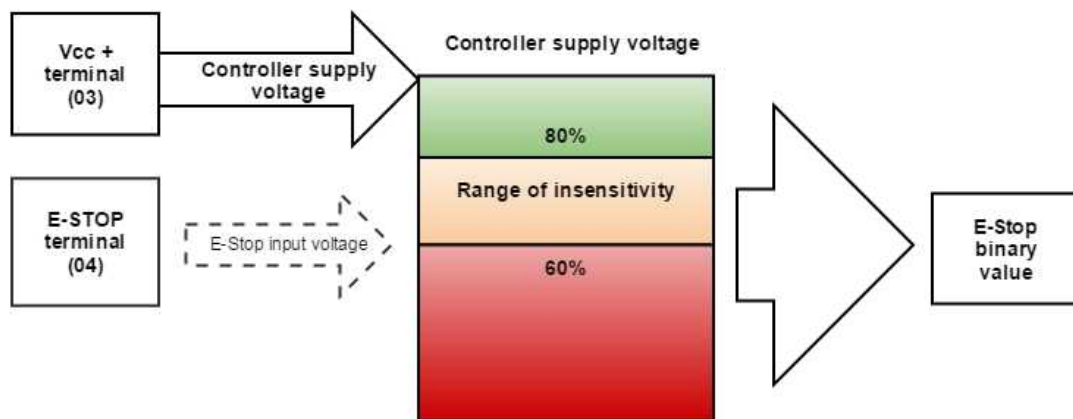 Vcc +
terminal
(03)
Controller supply
voltage
Controller supply voltage
80%
Range of insensitivity
60%
E-STOP
terminal
(04)
E-Stop input voltage
E-Stop
binary
value